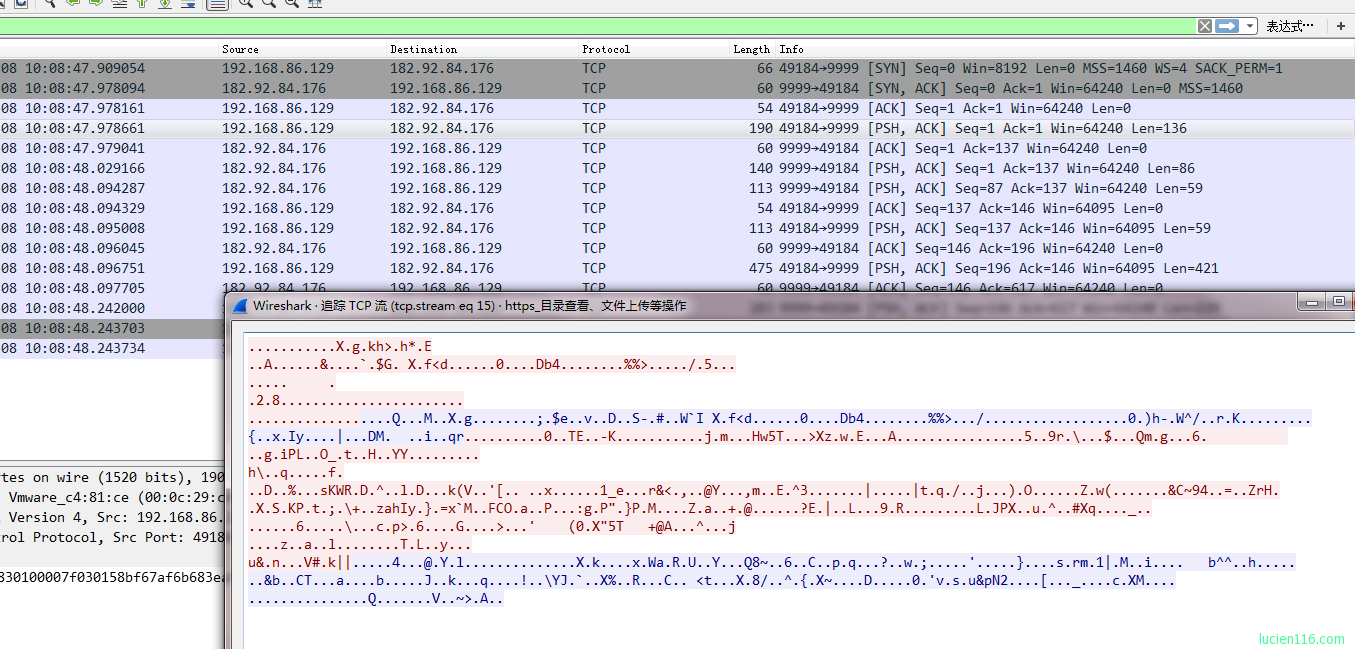 表达式… +
Source Destination Protocol Length Info
08 10:08:47.909054 192.168.86.129 182.92.84.176 TCP 66 49184→9999 [SYN] Seq=0 Win=8192 Len=0 MSS=1460 WS=4 SACK_PERM=1
08 10:08:47.978094 182.92.84.176 192.168.86.129 TCP 60 9999→49184 [SYN, ACK] Seq=0 Ack=1 Win=64240 Len=0 MSS=1460
08 10:08:47.978161 192.168.86.129 182.92.84.176 TCP 54 49184→9999 [ACK] Seq=1 Ack=1 Win=64240 Len=0
08 10:08:47.978661 192.168.86.129 182.92.84.176 TCP 190 49184→9999 [PSH, ACK] Seq=1 Ack=1 Win=64240 Len=136
08 10:08:47.979041 182.92.84.176 192.168.86.129 TCP 60 9999→49184 [ACK] Seq=1 Ack=137 Win=64240 Len=0
08 10:08:48.029166 182.92.84.176 192.168.86.129 TCP 140 9999→49184 [PSH, ACK] Seq=1 Ack=137 Win=64240 Len=86
08 10:08:48.094287 182.92.84.176 192.168.86.129 TCP 113 9999→49184 [PSH, ACK] Seq=87 Ack=137 Win=64240 Len=59
08 10:08:48.094329 192.168.86.129 182.92.84.176 TCP 54 49184→9999 [ACK] Seq=137 Ack=146 Win=64095 Len=0
08 10:08:48.095008 192.168.86.129 182.92.84.176 TCP 113 49184→9999 [PSH, ACK] Seq=137 Ack=146 Win=64095 Len=59
08 10:08:48.096045 182.92.84.176 192.168.86.129 TCP 60 9999→49184 [ACK] Seq=146 Ack=196 Win=64240 Len=0
08 10:08:48.096751 192.168.86.129 182.92.84.176 TCP 475 49184→9999 [PSH, ACK] Seq=196 Ack=146 Win=64095 Len=421
08 10:08:48.097705 182.92.84.176 192.168.86.129 TCP 60 9999→49184 [ACK] Seq=146 Ack=617 Win=64240 Len=0
08 10:08:48.242000
08 10:08:48.243703
08 10:08:48.243734
Wireshark · 追踪 TCP 流 (tcp.stream eq 15) · https_目录查看、文件上传等操作
...........X.g.kh>.h*.E
..A......&....`.$G. X.f<d......0....Db4........%%>...../.5...
..... .
.2.8.......................
..................Q...M..X.g........;.$e..v..D..S-.#..W`I X.f<d......0....Db4........%%>.../..................0.)h-.W^/..r.K.........
{..x.Iy....|...DM. ..i..qr..........0..TE..-K...........j.m...Hw5T...>Xz.w.E...A................5..9r.\...$...Qm.g...6.
..g.iPL..O_.t..H..YY.........
h\..q.....f.
..D..%...sKWR.D.^..l.D...k(V..'[.. ..x......1_e...r&<.,..@Y...,m..E.^3.......|.....|t.q./..j...).O......Z.w(.......&C~94..=..ZrH.
.X.S.KP.t.;.\+..zahIy.}.=x`M..FCO.a..P...:g.P".}P.M....Z.a..+.@......?E.|..L...9.R.........L.JPX..u.^..#Xq...._..
......6.....\...c.p>.6....G....>...' (0.X"5T +@A...^...j
....z..a..l........T.L..y...
u&.n...V#.k||.....4...@.Y.l..............X.k....x.Wa.R.U..Y...Q8~..6..C..p.q...?..w.;.....'.....}....s.rm.1|.M..i.... b^^..h.....
..&b..CT...a...b.....J..k...q....!..\YJ.`..X%..R...C.. <t...X.8/..^.{.X~....D.....0.'v.s.u&pN2....[..._....c.XM....
...............Q.......V..~>.A..
tes on wire (1520 bits), 190
Vmware_c4:81:ce (00:0c:29:c
Version 4, Src: 192.168.86.
trol Protocol, Src Port: 4918
830100007f030158bf67af6b683ea
lucien116.com